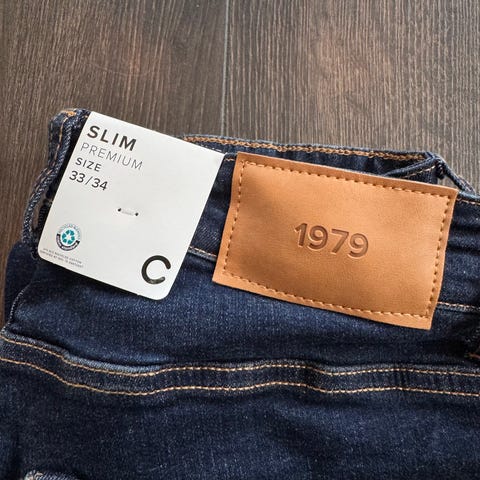 SLIM
PREMIUM
SIZE
33/34
C
1979